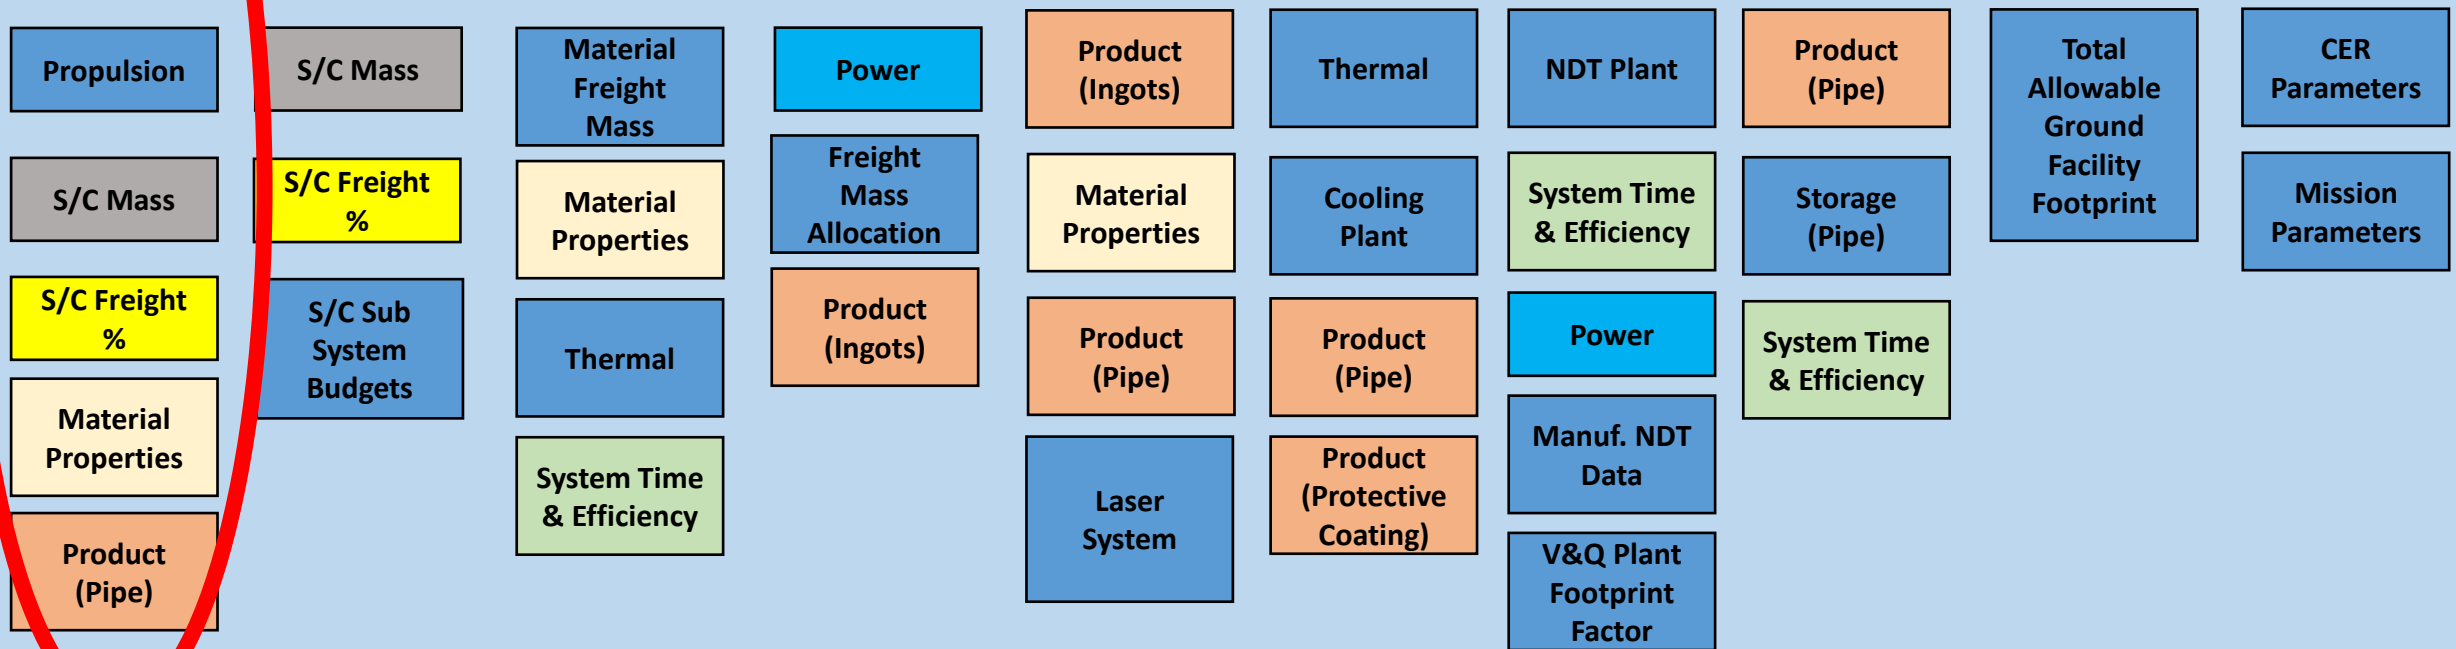 Propulsion
S/C Mass
S/C Freight
%
Material
Properties
Product
(Pipe)
S/C Mass
S/C Freight
%
S/C Sub
System
Budgets
Material
Freight
Mass
Material
Properties
Thermal
System Time
& Efficiency
Power
Freight
Mass
Allocation
Product
(Ingots)
Product
(Ingots)
Material
Properties
Product
(Pipe)
Laser
System
Thermal
Cooling
Plant
Product
(Pipe)
Product
(Protective
Coating)
NDT Plant
System Time
& Efficiency
Power
Manuf. NDT
Data
V&Q Plant
Footprint
Factor
Product
(Pipe)
Storage
(Pipe)
System Time
& Efficiency
Total
Allowable
Ground
Facility
Footprint
CER
Parameters
Mission
Parameters